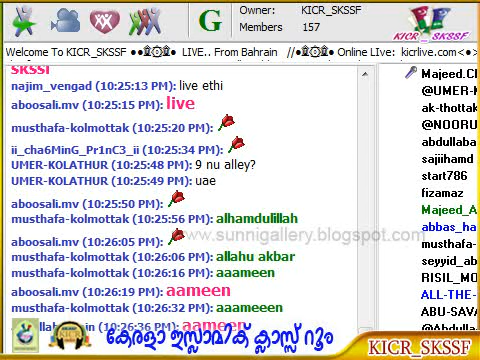 Owner: KICR_SKSSF
Members 157
KICR_SKSSF
Welcome To KICR_SKSSF ●●۩۞۩● LIVE.. From Bahrain //●۩۞۩● Online LIVE: kicrlive.com<●>
SKSSF
najim_vengad (10:25:13 PM): live ethi
aboosali.mv (10:25:15 PM): live
musthafa-kolmottak (10:25:20 PM):
ii_cha6MinG_Pr1nC3_ii (10:25:34 PM):
UMER-KOLATHUR (10:25:48 PM): 9 nu alley?
UMER-KOLATHUR (10:25:49 PM): uae
aboosali.mv (10:25:50 PM):
musthafa-kolmottak (10:25:56 PM): alhamdulillah
aboosali.mv (10:26:05 PM):
www.sunnigallery.blogspot.com
musthafa-kolmottak (10:26:06 PM): allahu akbar
musthafa-kolmottak (10:26:16 PM): aaameen
aboosali.mv (10:26:19 PM): aameen
musthafa-kolmottak (10:26:32 PM): aaameeen
(10:26:36 PM): aameen
Majeed.C
@UMER-K
ak-thottak
@NOORU
abdullaba
sajiihamd
start786
fizamaz
Majeed_A
abbas_ha
musthafa-
seyyid_ab
RISIL_MO
ALL-THE-
ABU-SAVA
@Abdulla
KICR
കേരളാ ഇസ്ലാമിക് ക്ലാസ്സ് റൂം
KICR_SKSSF